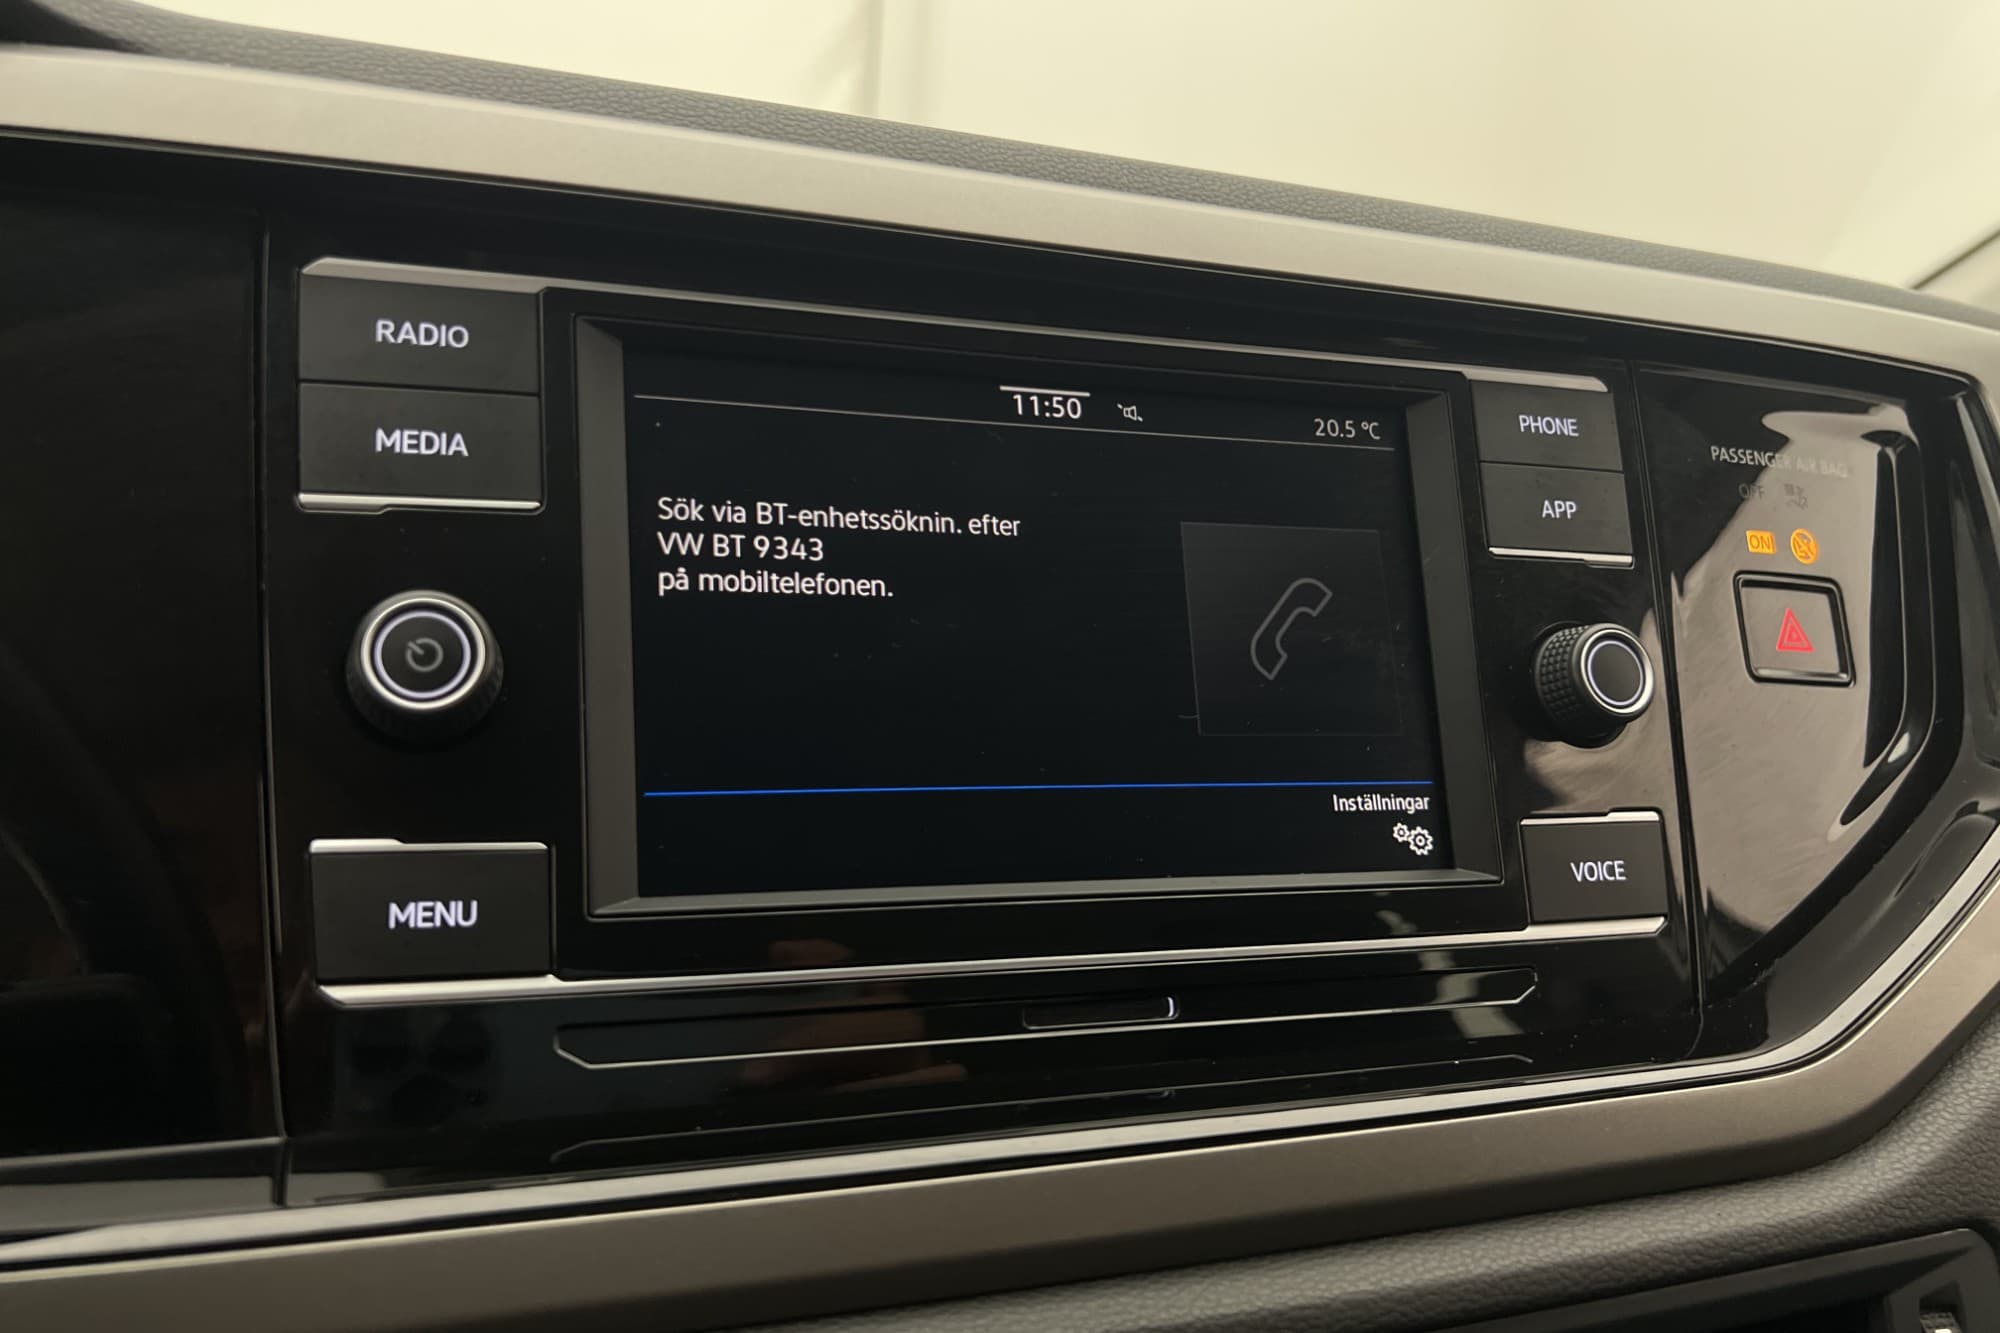 RADIO
MEDIA
MENU
11:50
20.5 °C
Sök via BT-enhetssöknin. efter
VW BT 9343
på mobiltelefonen.
Inställningar
PHONE
APP
VOICE
PASSENGER AIR BAG
OFF
ON